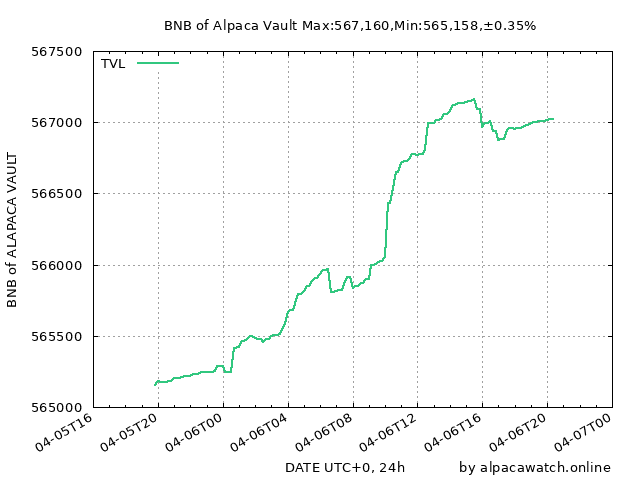 BNB of Alpaca Vault Max:567,160,Min:565,158,±0.35%
567500
TVL
567000
566500
566000
565500
565000
BNB of ALAPACA VAULT
04-05T16
04-05T20
04-06T00
04-06T04
04-06T08
04-06T12
04-06T16
04-06T20
04-07T00
DATE UTC+0, 24h
by alpacawatch.online